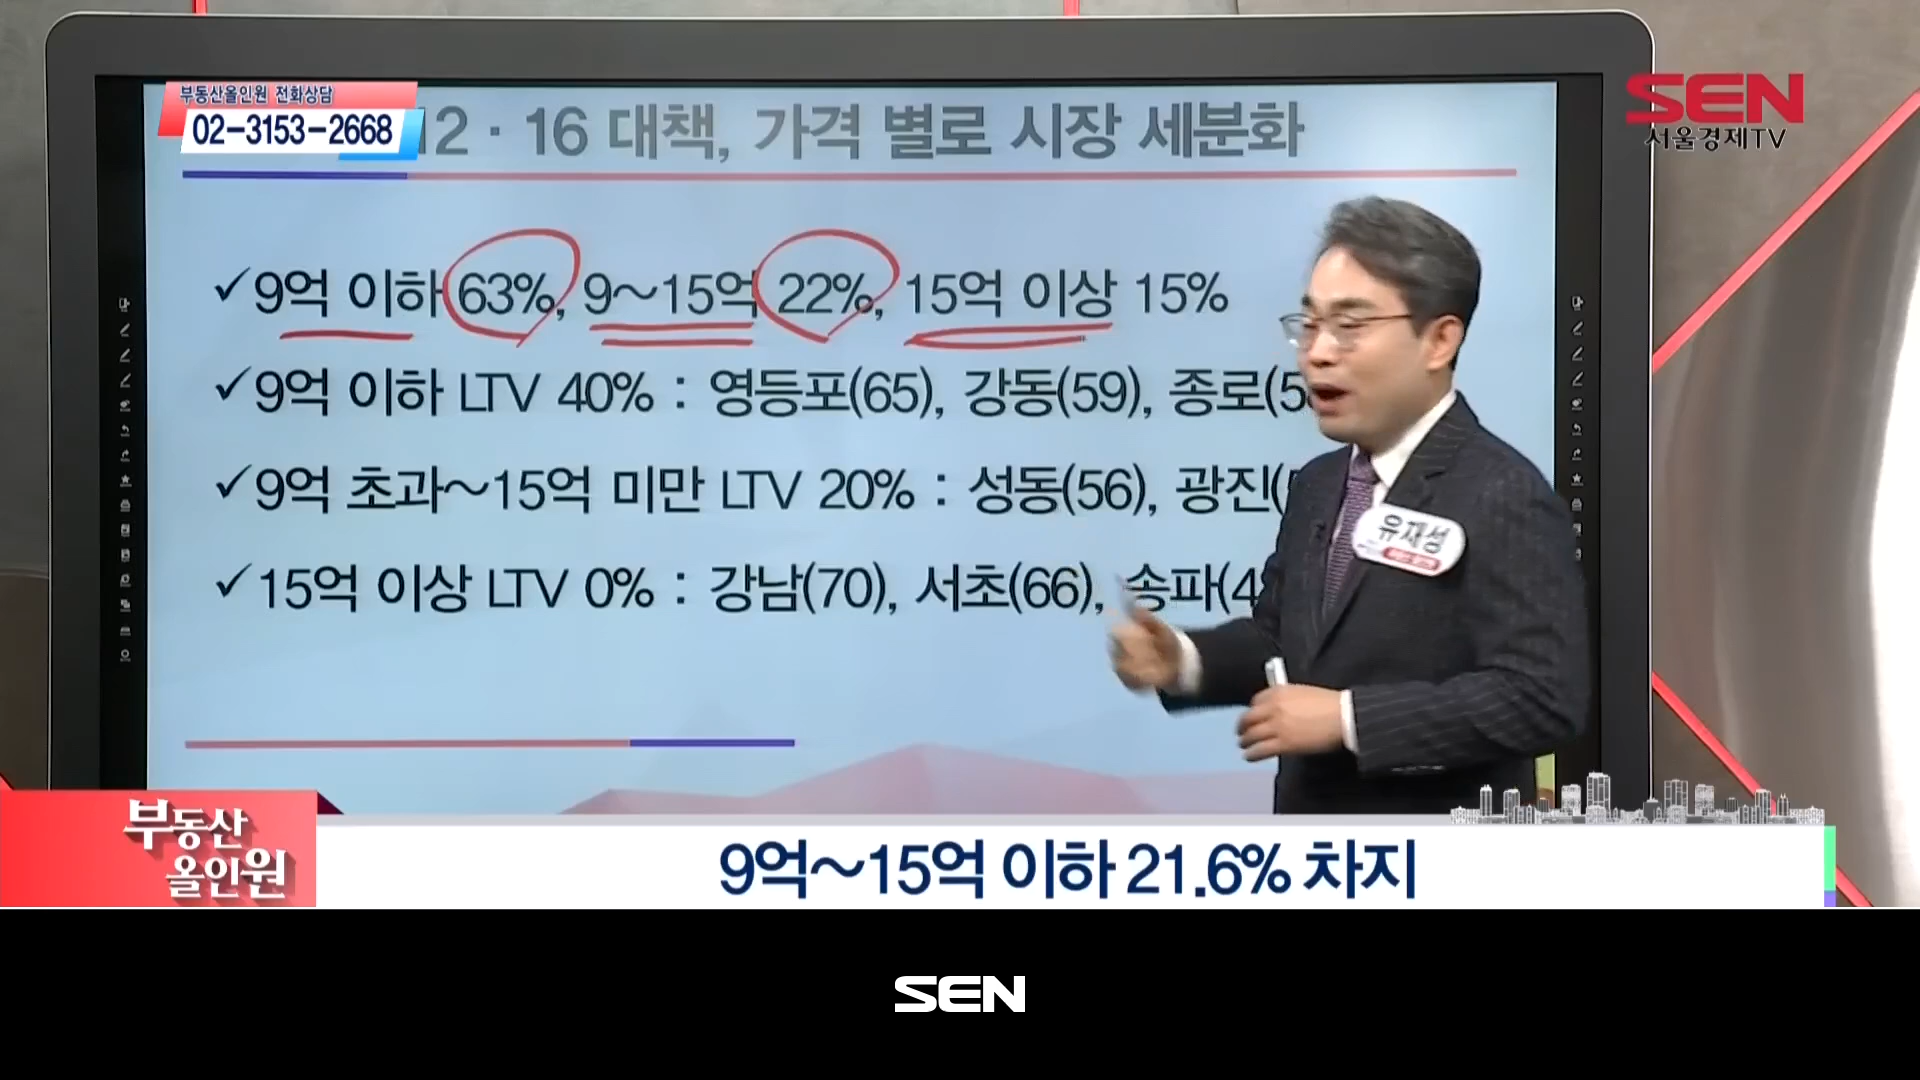 부동산올인원 전화상담
02-3153-2668
12 · 16 대책, 가격 별로 시장 세분화
SEN
서울경제TV
✓9억 이하 63%, 9~15억 22%, 15억 이상 15%
✓9억 이하 LTV 40% : 영등포(65), 강동(59), 종로(5
✓9억 초과~15억 미만 LTV 20% : 성동(56), 광진(
✓15억 이상 LTV 0% : 강남(70), 서초(66), 송파(48
유재성
부동산
올인원
9억~15억 이하 21.6% 차지
SEN